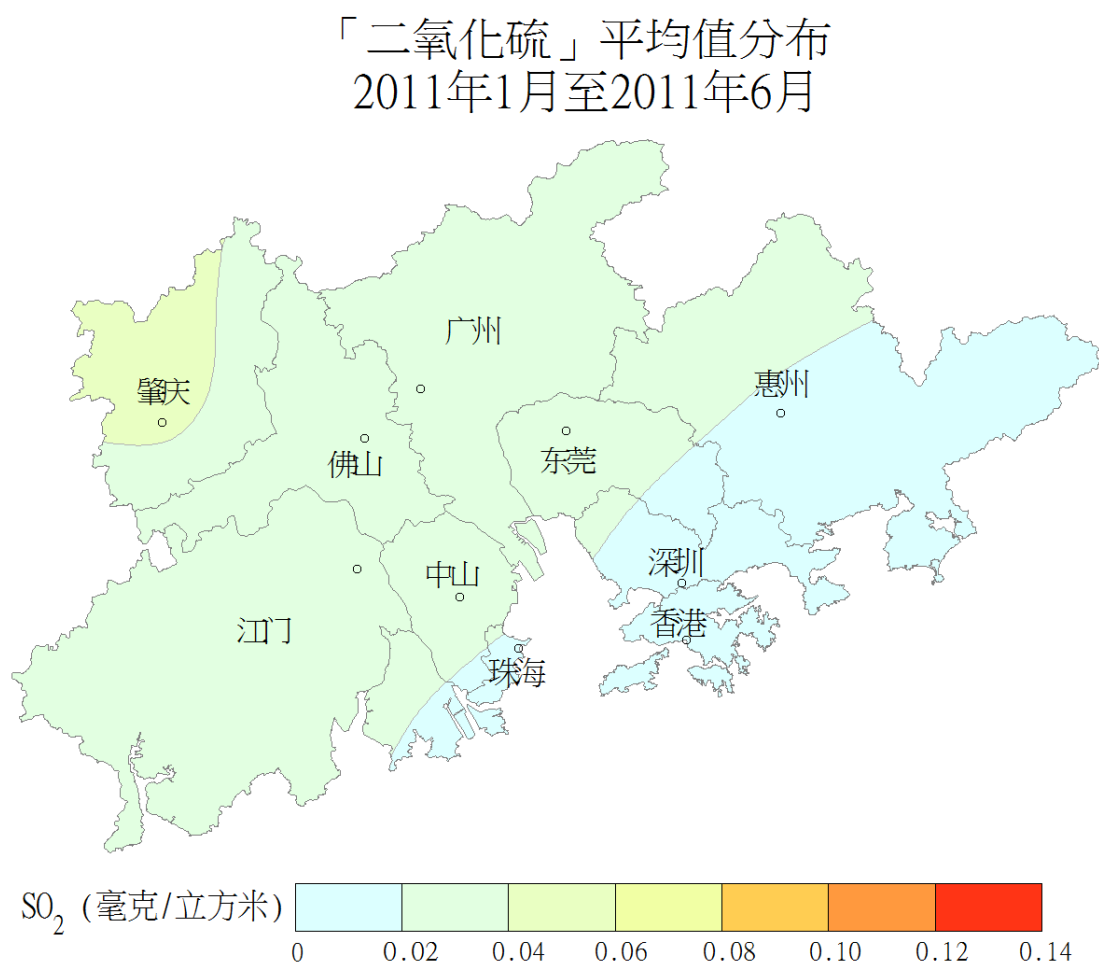 「二氧化硫」平均值分布
2011年1月至2011年6月
广州
肇庆
惠州
佛山
东莞
深圳
中山
香港
江门
珠海
SO₂ (毫克/立方米)
0 0.02 0.04 0.06 0.08 0.10 0.12 0.14